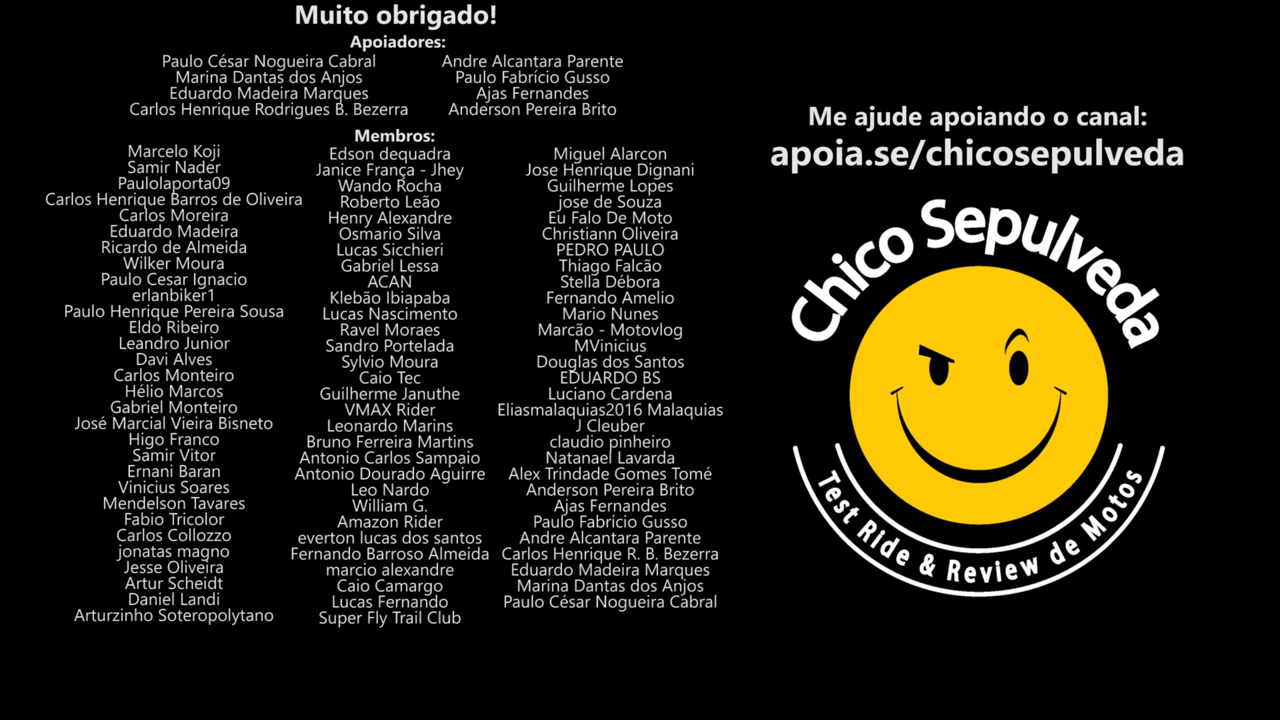 Muito obrigado!
Apoiadores:
Paulo César Nogueira Cabral
Marina Dantas dos Anjos
Eduardo Madeira Marques
Carlos Henrique Rodrigues B. Bezerra
Andre Alcantara Parente
Paulo Fabrício Gusso
Ajas Fernandes
Anderson Pereira Brito
Membros:
Marcelo Koji
Samir Nader
Paulolaporta09
Carlos Henrique Barros de Oliveira
Carlos Moreira
Eduardo Madeira
Ricardo de Almeida
Wilker Moura
Paulo Cesar Ignacio
erlanbiker1
Paulo Henrique Pereira Sousa
Eldo Ribeiro
Leandro Junior
Davi Alves
Carlos Monteiro
Hélio Marcos
Gabriel Monteiro
José Marcial Vieira Bisneto
Higo Franco
Samir Vitor
Ernani Baran
Vinicius Soares
Mendelson Tavares
Fabio Tricolor
Carlos Collozzo
jonatas magno
Jesse Oliveira
Artur Scheidt
Daniel Landi
Arturzinho Soteropolytano
Edson dequadra
Janice França - Jhey
Wando Rocha
Roberto Leão
Henry Alexandre
Osmario Silva
Lucas Sicchieri
Gabriel Lessa
ACAN
Klebão Ibiapaba
Lucas Nascimento
Ravel Moraes
Sandro Portelada
Sylvio Moura
Caio Tec
Guilherme Januthe
VMAX Rider
Leonardo Marins
Bruno Ferreira Martins
Antonio Carlos Sampaio
Antonio Dourado Aguirre
Leo Nardo
William G.
Amazon Rider
everton lucas dos santos
Fernando Barroso Almeida
marcio alexandre
Caio Camargo
Lucas Fernando
Super Fly Trail Club
Miguel Alarcon
Jose Henrique Dignani
Guilherme Lopes
jose de Souza
Eu Falo De Moto
Christiann Oliveira
PEDRO PAULO
Thiago Falcão
Stella Débora
Fernando Amelio
Mario Nunes
Marcão - Motovlog
MVinicius
Douglas dos Santos
EDUARDO BS
Luciano Cardena
Eliasmalaquias2016 Malaquias
J Cleuber
claudio pinheiro
Natanael Lavarda
Alex Trindade Gomes Tomé
Anderson Pereira Brito
Ajas Fernandes
Paulo Fabrício Gusso
Andre Alcantara Parente
Carlos Henrique R. B. Bezerra
Eduardo Madeira Marques
Marina Dantas dos Anjos
Paulo César Nogueira Cabral
Me ajude apoiando o canal:
apoia.se/chicosepulveda
Chico Sepulveda
Test Ride & Review de Motos